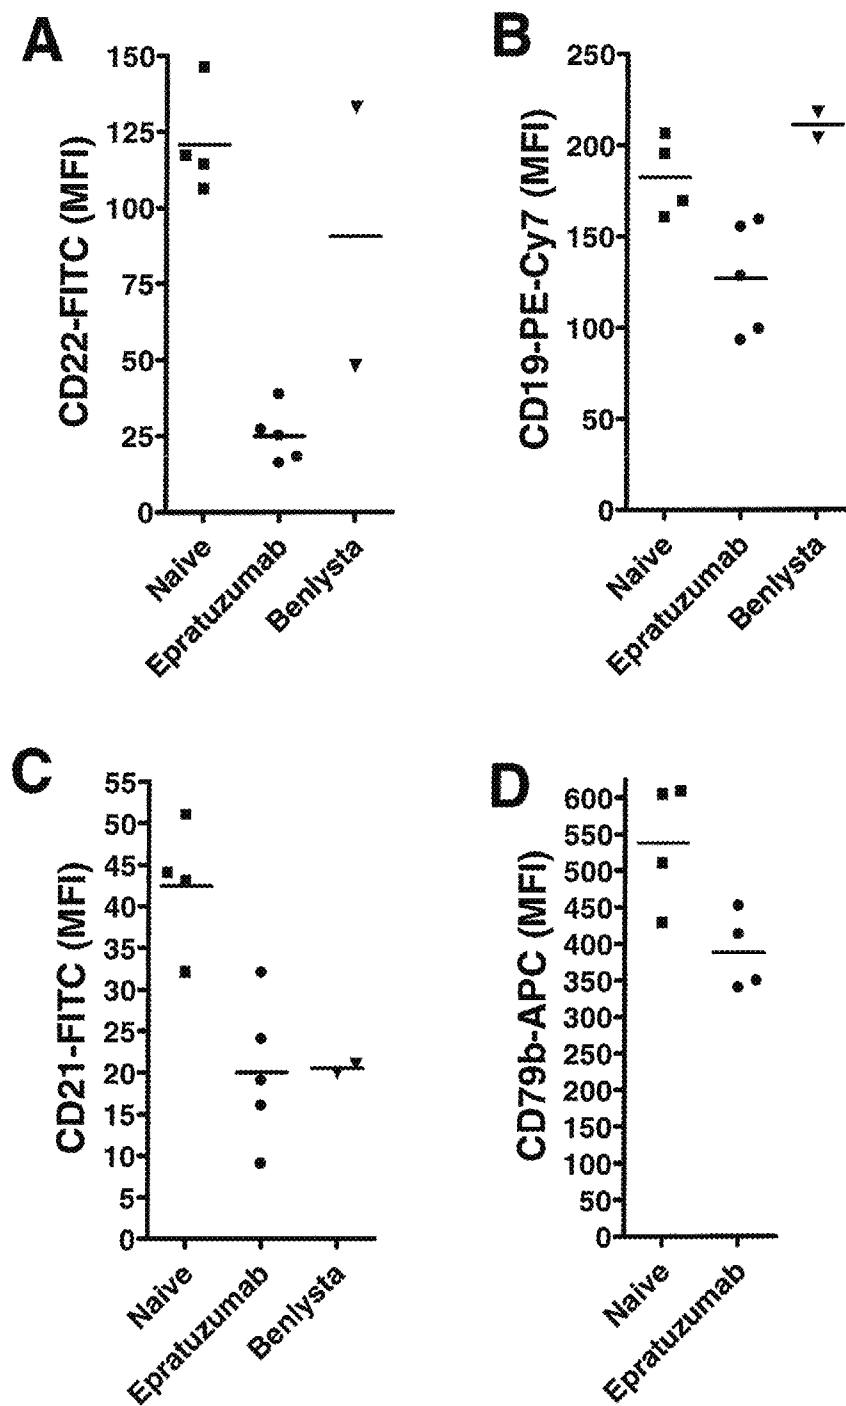 A
CD22-FITC (MFI)
150
125
100
75
50
25
0
Naive
Epratuzumab
Benlysta
B
CD19-PE-Cy7 (MFI)
250
200
150
100
50
0
Naive
Epratuzumab
Benlysta
C
CD21-FITC (MFI)
55
50
45
40
35
30
25
20
15
10
5
0
Naive
Epratuzumab
Benlysta
D
CD79b-APC (MFI)
600
550
500
450
400
350
300
250
200
150
100
50
0
Naive
Epratuzumab